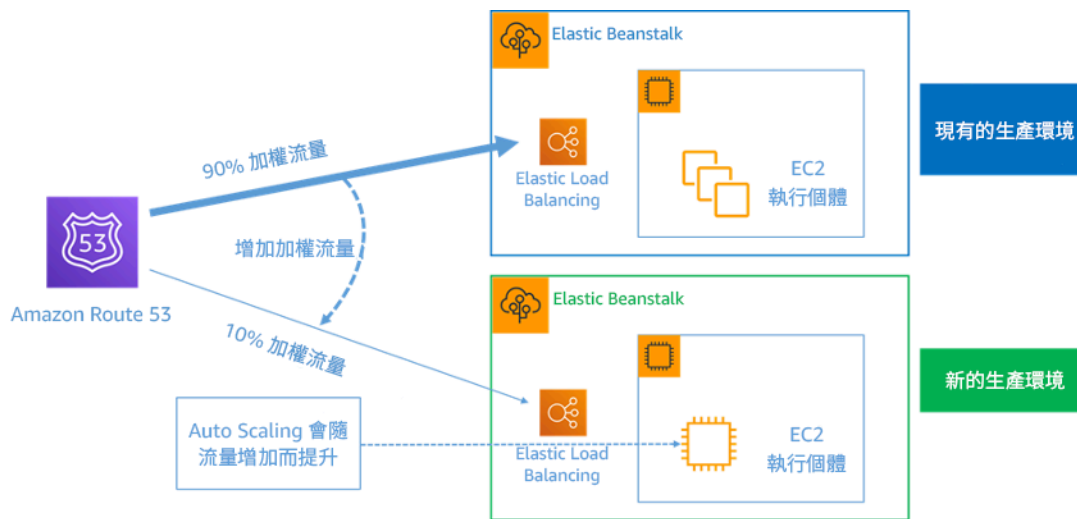 Elastic Beanstalk
90% 加權流量
Elastic Load
Balancing
EC2
執行個體
現有的生產環境
53
Amazon Route 53
增加加權流量
10% 加權流量
Elastic Beanstalk
Auto Scaling 會隨
流量增加而提升
Elastic Load
Balancing
EC2
執行個體
新的生產環境